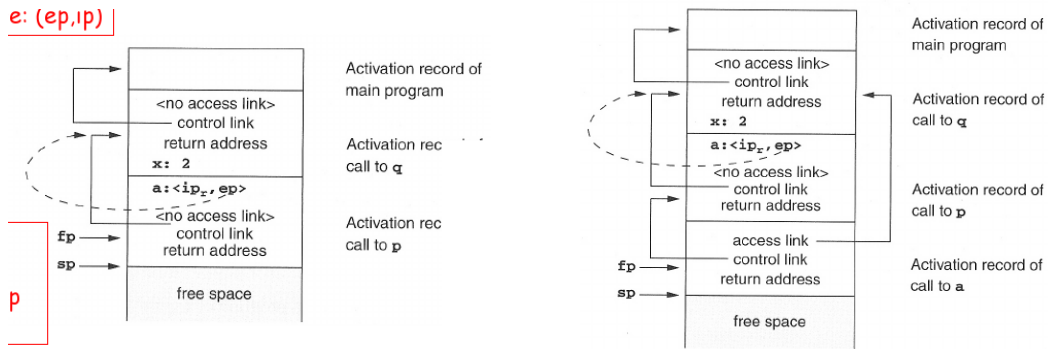 e: (ep,ip)
Activation record of
main program
<no access link>
control link
return address
x: 2
Activation rec
call to q
a:<ipr,ep>
<no access link>
control link
return address
Activation rec
call to p
fp
sp
free space
p
Activation record of
main program
<no access link>
control link
return address
x: 2
Activation record of
call to q
a:<ipr,ep>
<no access link>
control link
return address
Activation record of
call to p
access link
control link
return address
Activation record of
call to a
fp
sp
free space